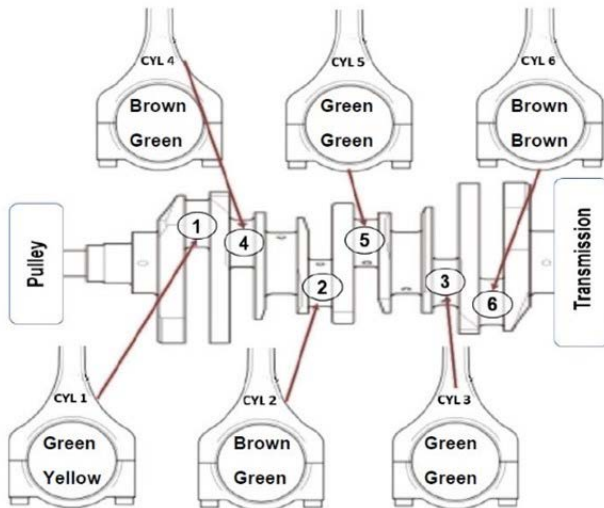 CYL 4
Brown
Green
CYL 5
Green
Green
CYL 6
Brown
Brown
Pulley
1
4
2
5
3
6
Transmission
CYL 1
Green
Yellow
CYL 2
Brown
Green
CYL 3
Green
Green